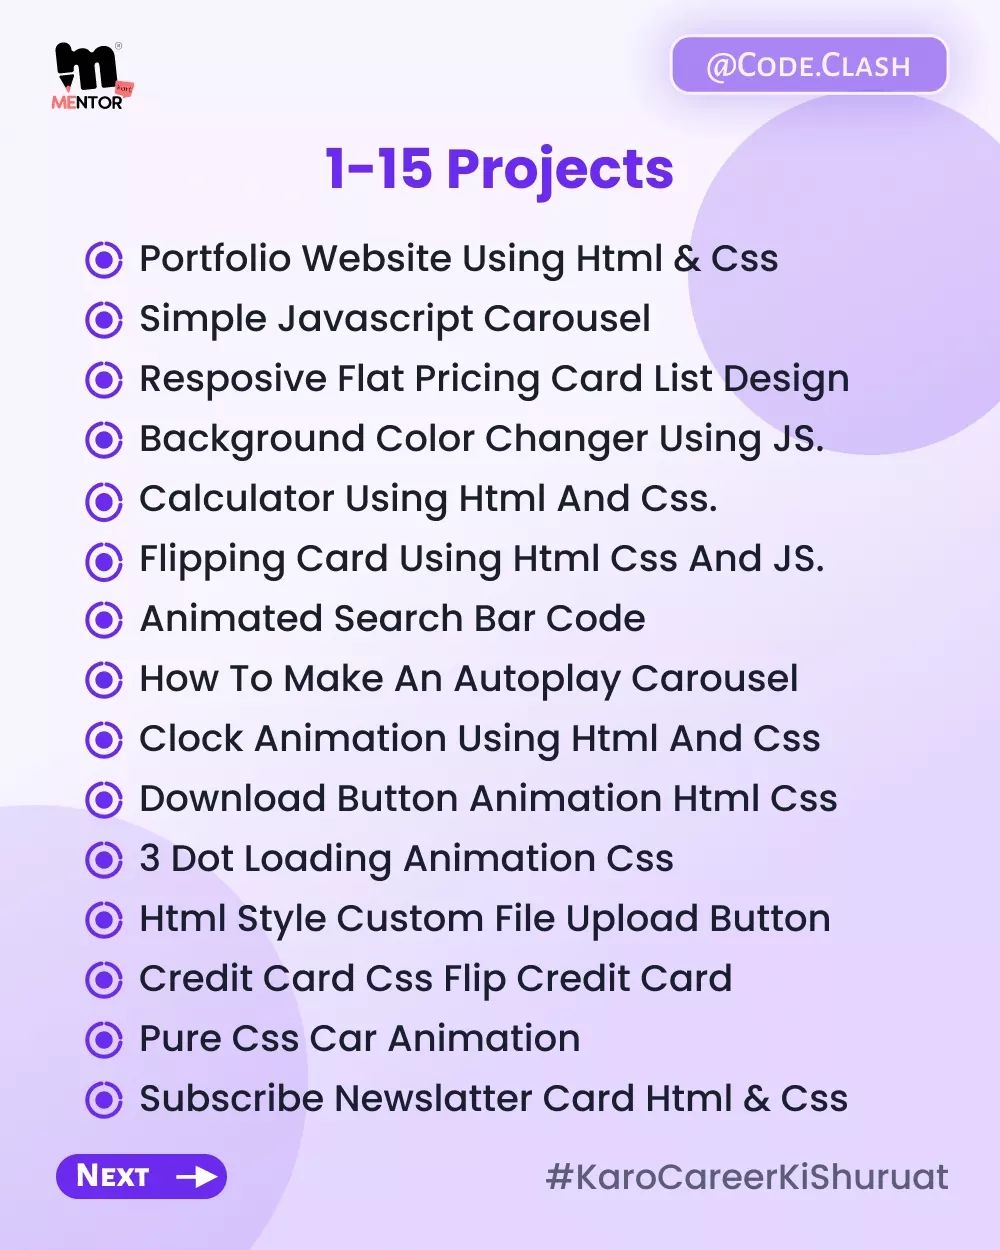 m®
MENTOR
@CODE.CLASH
1-15 Projects
Portfolio Website Using Html & Css
Simple Javascript Carousel
Resposive Flat Pricing Card List Design
Background Color Changer Using JS.
Calculator Using Html And Css.
Flipping Card Using Html Css And JS.
Animated Search Bar Code
How To Make An Autoplay Carousel
Clock Animation Using Html And Css
Download Button Animation Html Css
3 Dot Loading Animation Css
Html Style Custom File Upload Button
Credit Card Css Flip Credit Card
Pure Css Car Animation
Subscribe Newslatter Card Html & Css
NEXT
#KaroCareerKiShuruat